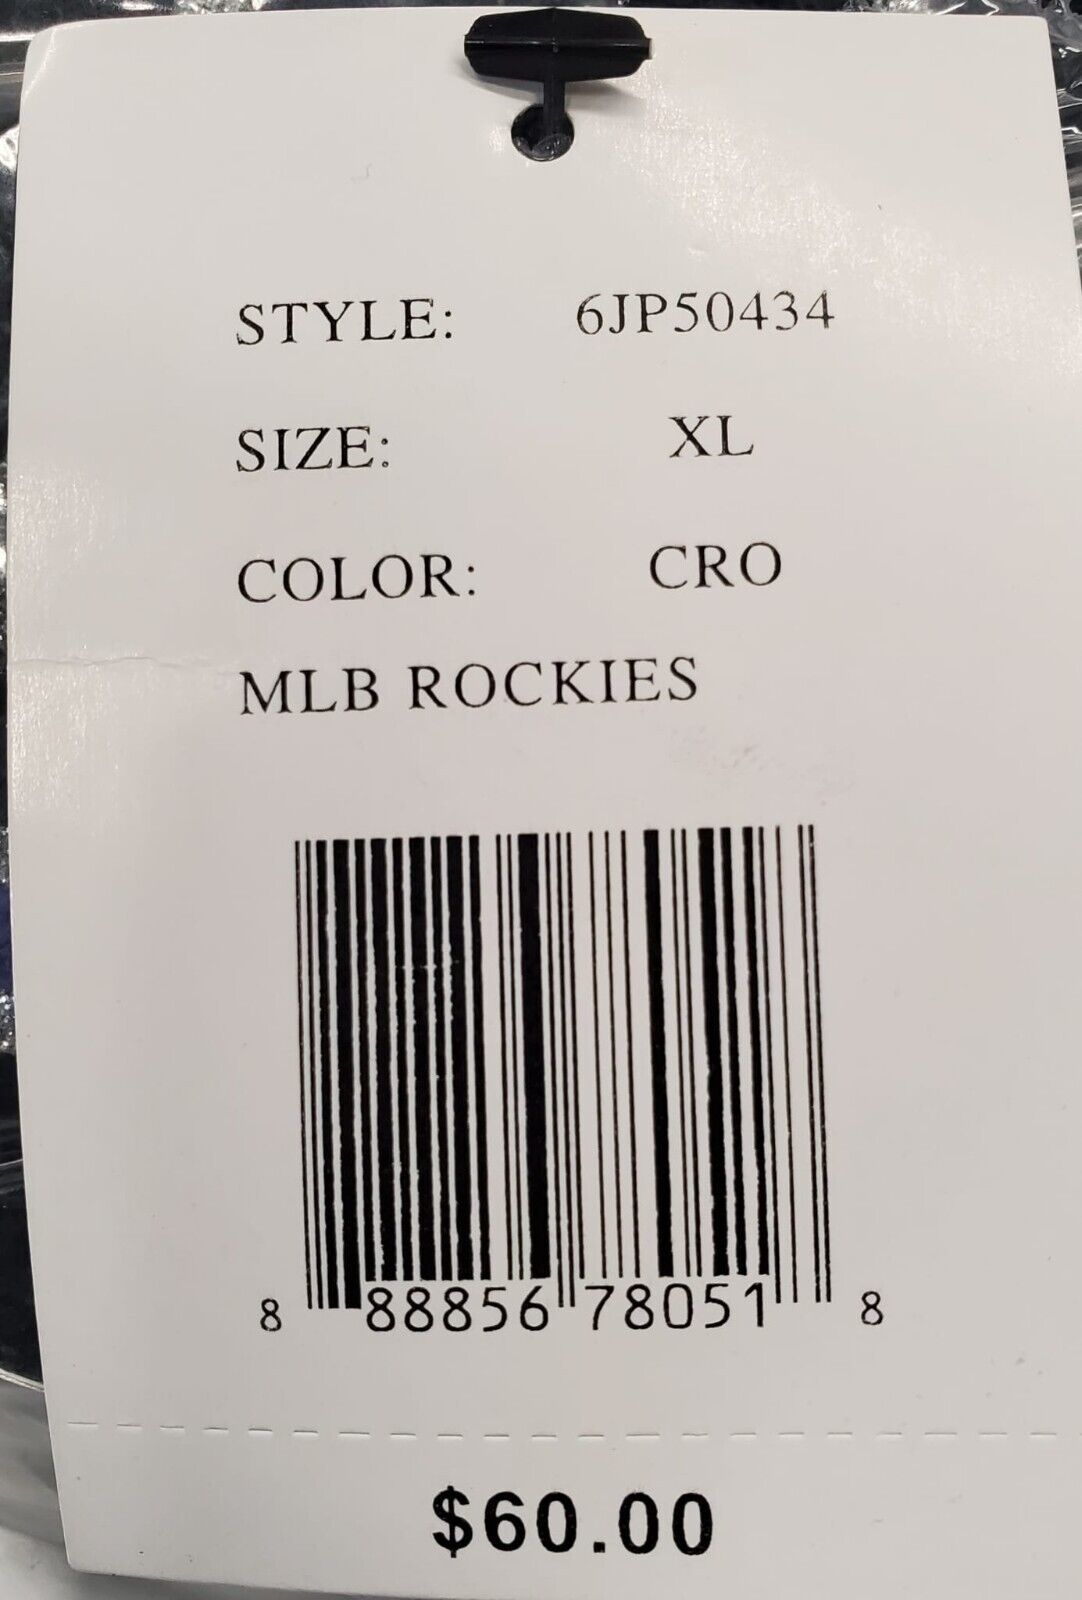 STYLE: 6JP50434
SIZE: XL
COLOR: CRO
MLB ROCKIES
8 88856 78051 8
$60.00